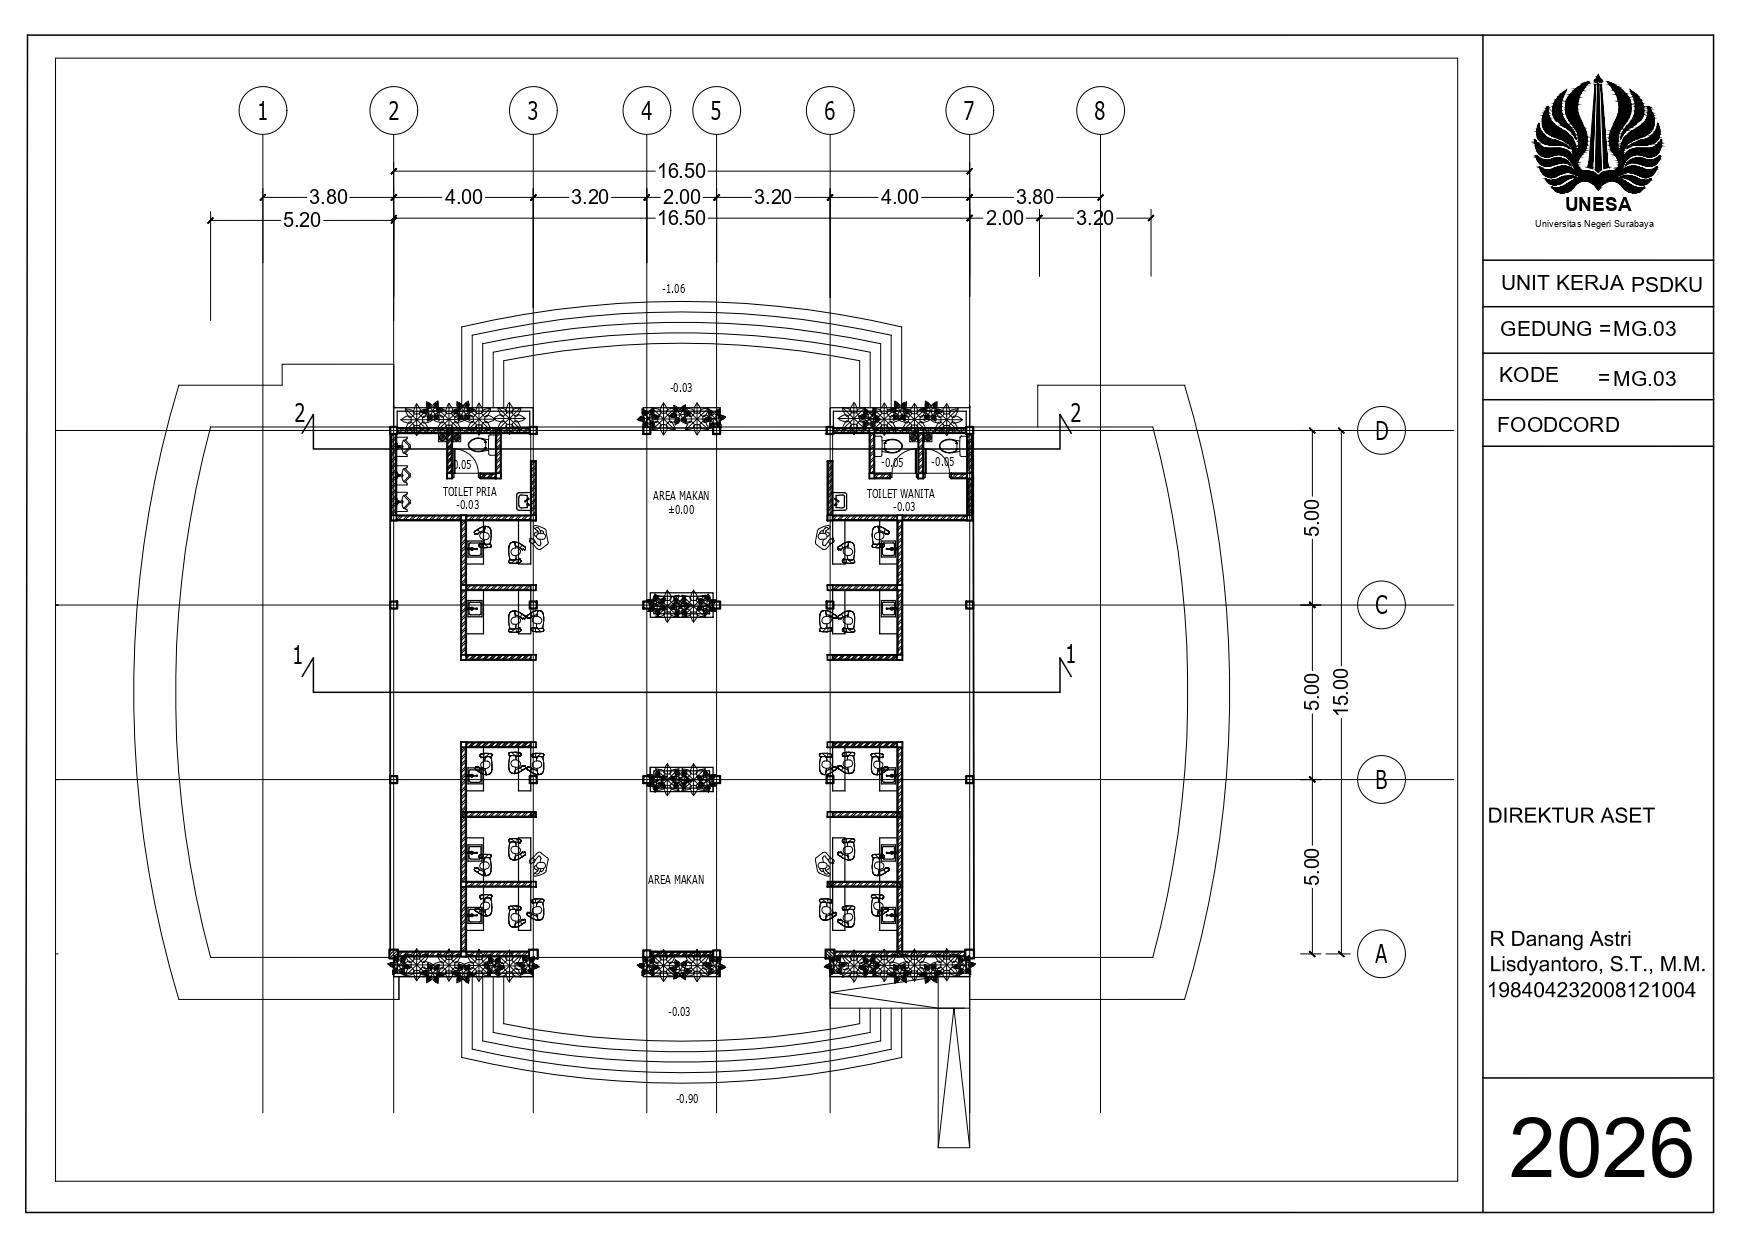 1 2 3 4 5 6 7 8
16.50
3.80 4.00 3.20 2.00 3.20 4.00 3.80
5.20 16.50 2.00 3.20
-1.06
-0.03
2 2
D
-0.05 -0.05
TOILET PRIA
-0.03
AREA MAKAN
±0.00
TOILET WANITA
-0.03
5.00
C
1 1
5.00
15.00
B
5.00
AREA MAKAN
A
-0.03
-0.90
UNESA
Universitas Negeri Surabaya
UNIT KERJA PSDKU
GEDUNG =MG.03
KODE =MG.03
FOODCORD
DIREKTUR ASET
R Danang Astri
Lisdyantoro, S.T., M.M.
198404232008121004
2026